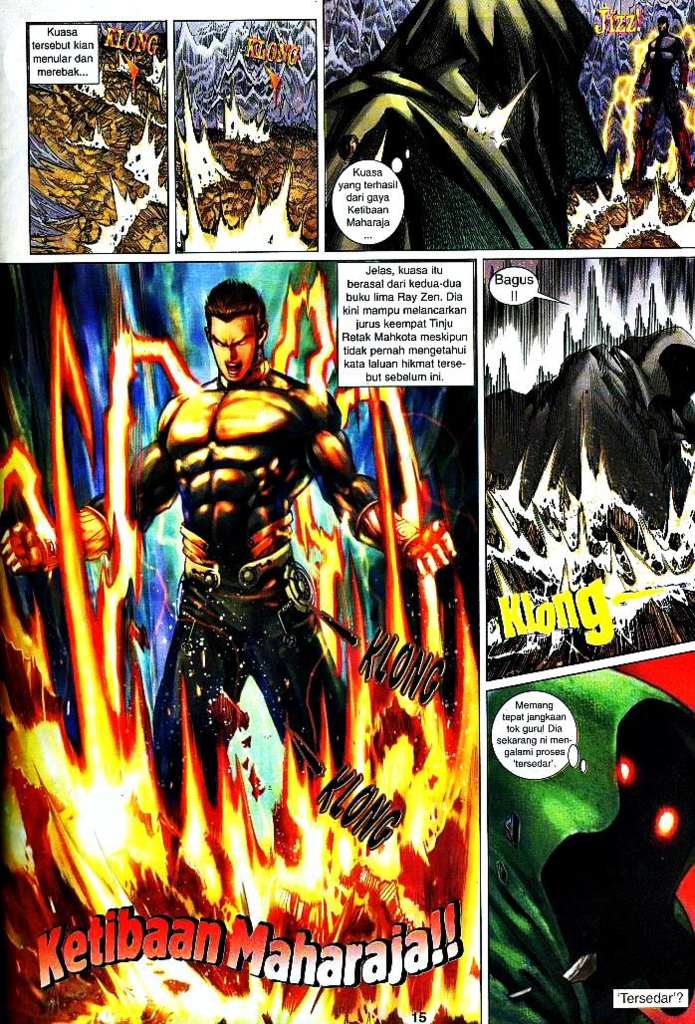 Kuasa
tersebut kian
menular dan
merebak...
KLONG
KLONG
Jizz!
Kuasa
yang terhasil
dari gaya
Ketibaan
Maharaja
...
Jelas, kuasa itu
berasal dari kedua-dua
buku lima Ray Zen. Dia
kini mampu melancarkan
jurus keempat Tinju
Retak Mahkota meskipun
tidak pernah mengetahui
kata laluan hikmat terse-
but sebelum ini.
KLONG
KLONG
Ketibaan Maharaja!!
Bagus
!!
Klong
Memang
tepat jangkaan
tok guru! Dia
sekarang ni men-
galami proses
'tersedar'.
'Tersedar'?
15